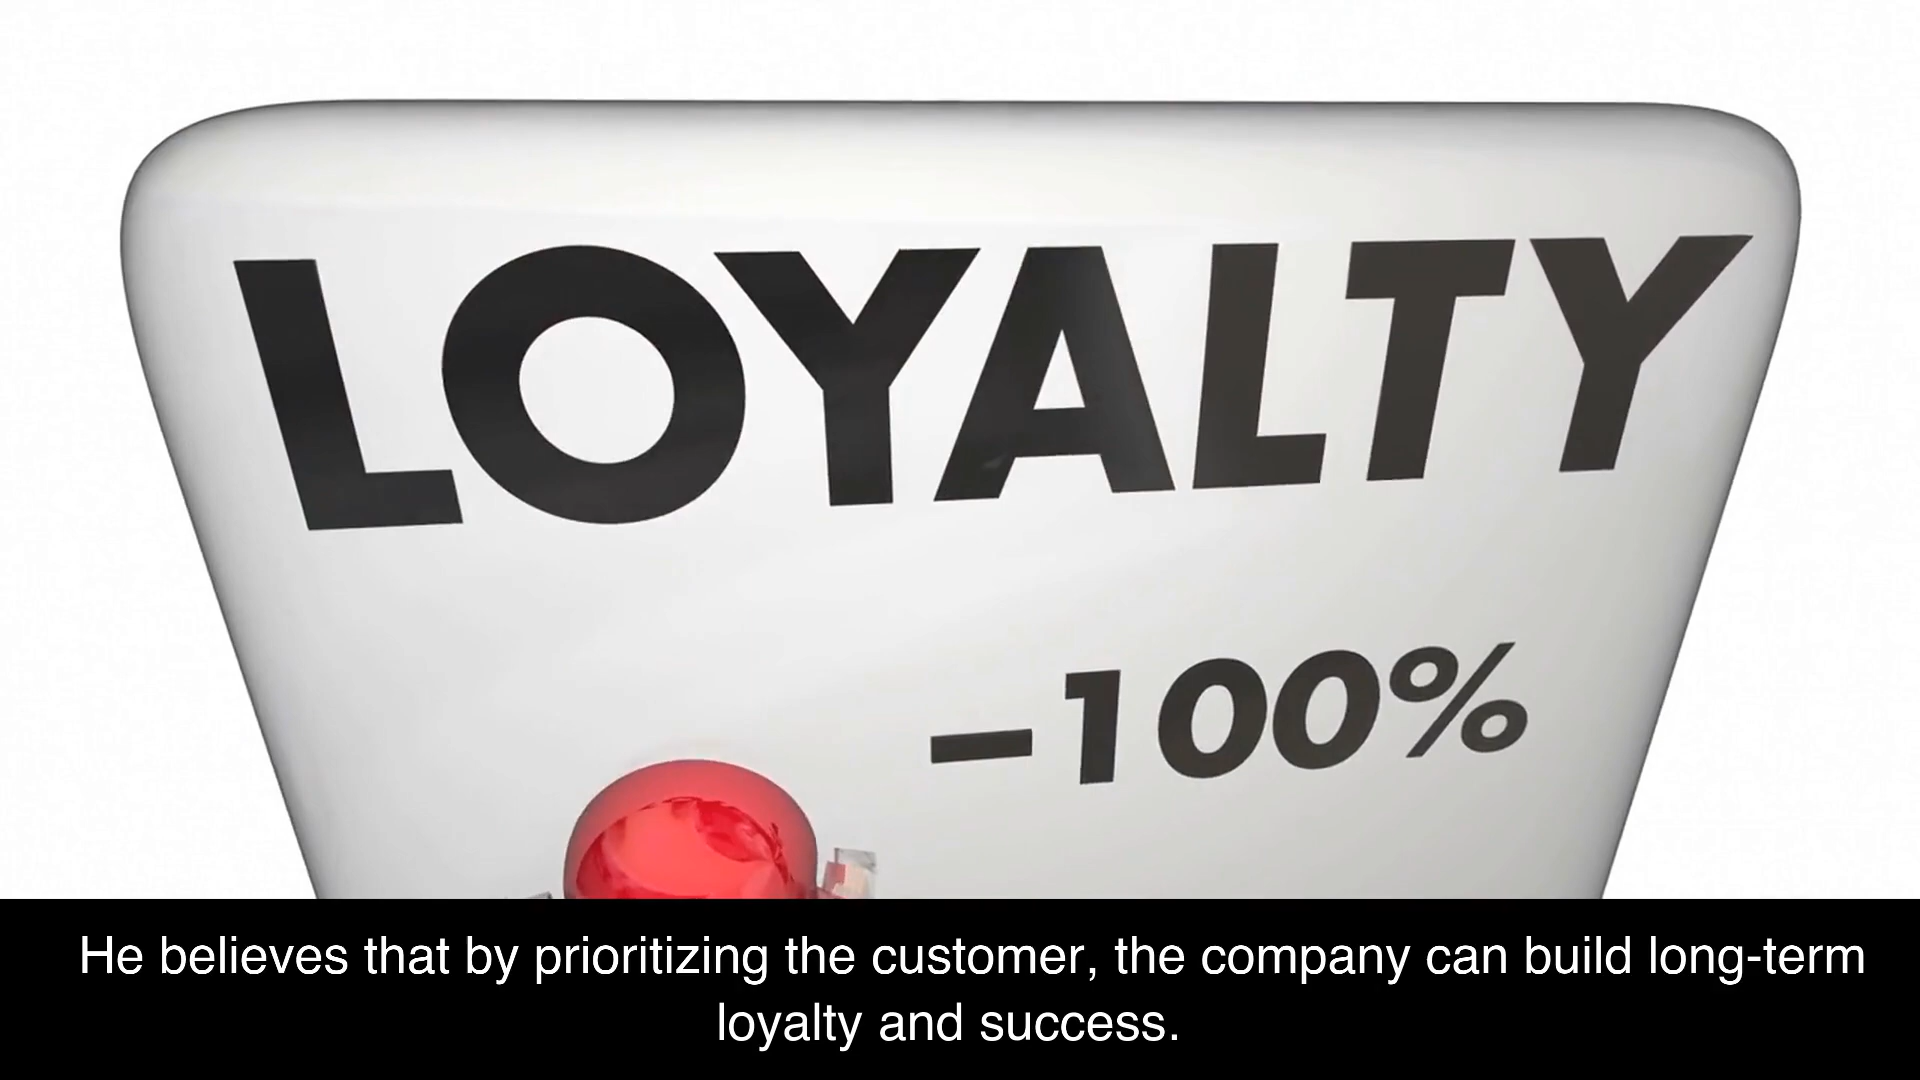 LOYALTY
–100%
He believes that by prioritizing the customer, the company can build long-term
loyalty and success.